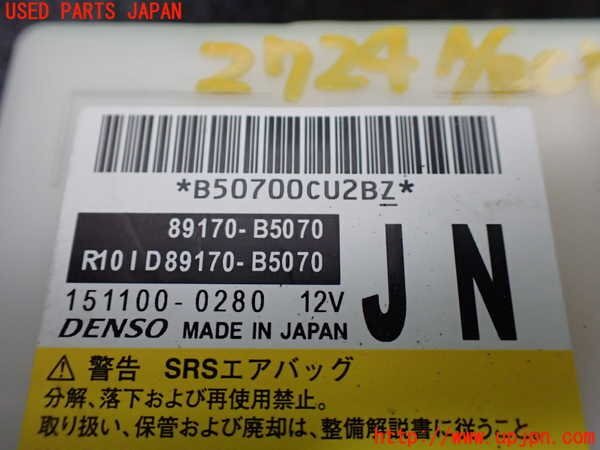 USED PARTS JAPAN
2724
*B50700CU2BZ*
89170-B5070
R10ID89170-B5070
151100-0280 12V
JN
DENSO MADE IN JAPAN
⚠警告 SRSエアバッグ
分解、落下および再使用禁止。
取り扱い、保管および廃却は、整備解説書に従うこと。
http://www.upjpn.com